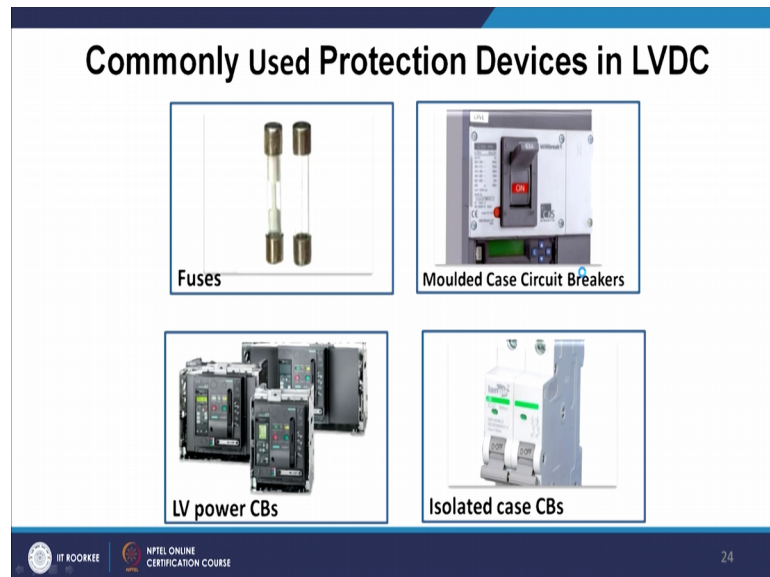 Commonly Used Protection Devices in LVDC
Fuses
ON
Moulded Case Circuit Breakers
LV power CBs
Isolated case CBs
IIT ROORKEE
NPTEL ONLINE
CERTIFICATION COURSE
24